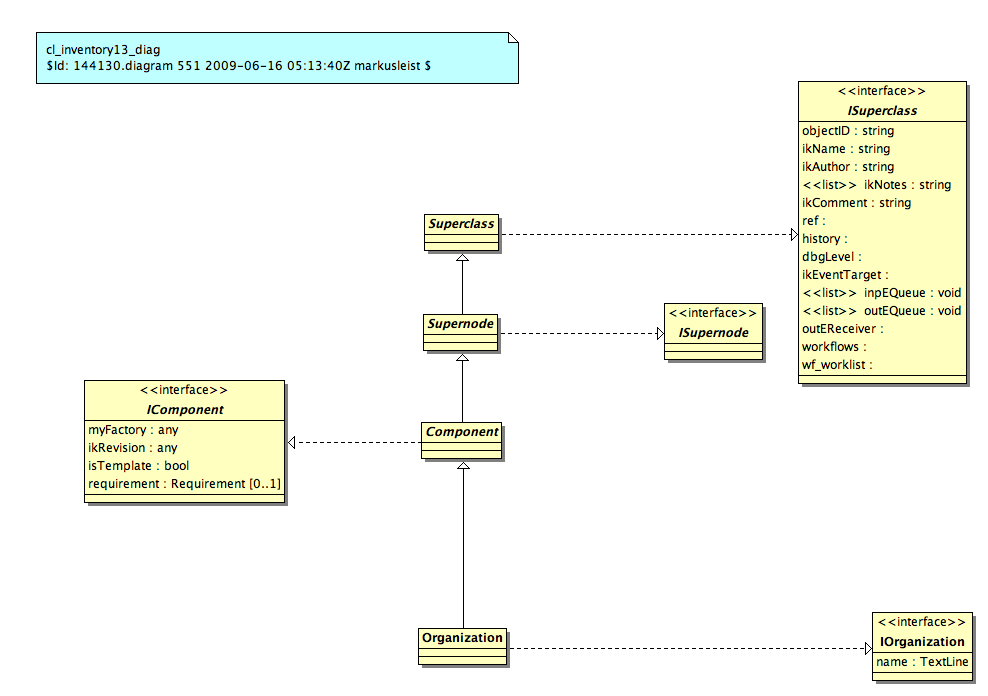 cl_inventory13_diag
$Id: 144130.diagram 551 2009-06-16 05:13:40Z markusleist $
<<interface>>
ISuperclass
objectID : string
ikName : string
ikAuthor : string
<<list>> ikNotes : string
ikComment : string
ref :
history :
dbgLevel :
ikEventTarget :
<<list>> inpEQueue : void
<<list>> outEQueue : void
outEReceiver :
workflows :
wf_worklist :
Superclass
Supernode
<<interface>>
ISupernode
<<interface>>
IComponent
myFactory : any
ikRevision : any
isTemplate : bool
requirement : Requirement [0..1]
Component
Organization
<<interface>>
IOrganization
name : TextLine